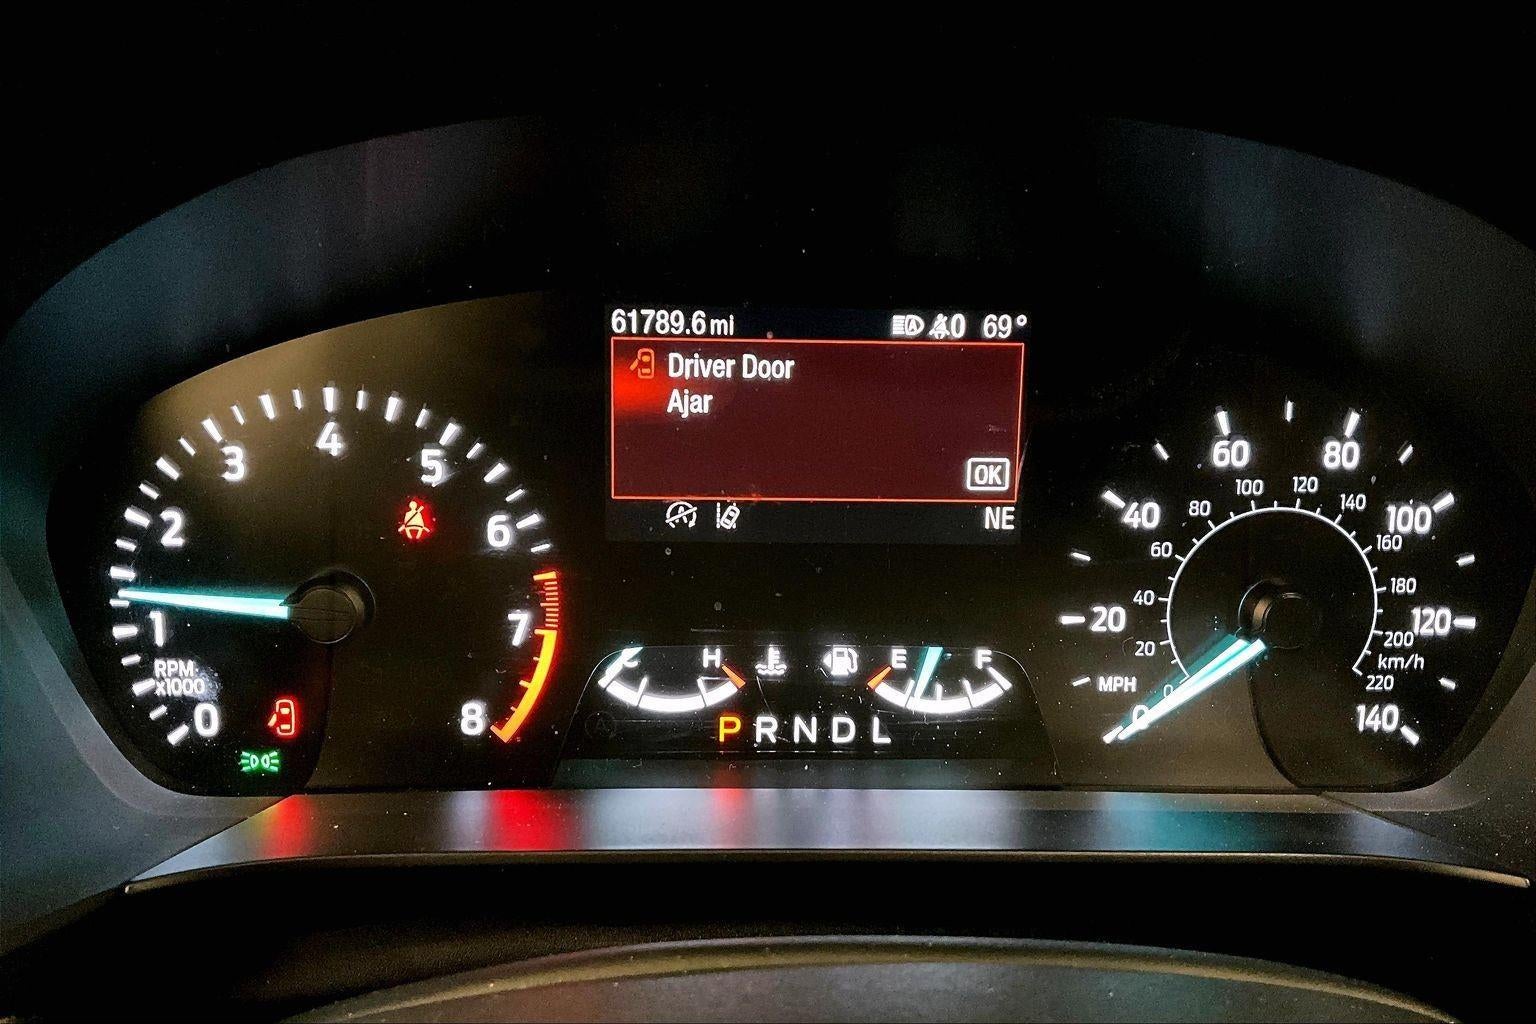 61789.6 mi 0 69°
Driver Door
Ajar
OK
NE
0 1 2 3 4 5 6 7 8
RPM
x1000
C H E F
P R N D L
0 20 40 60 80 100 120 140
MPH
0 20 40 60 80 100 120 140 160 180 200 220
km/h